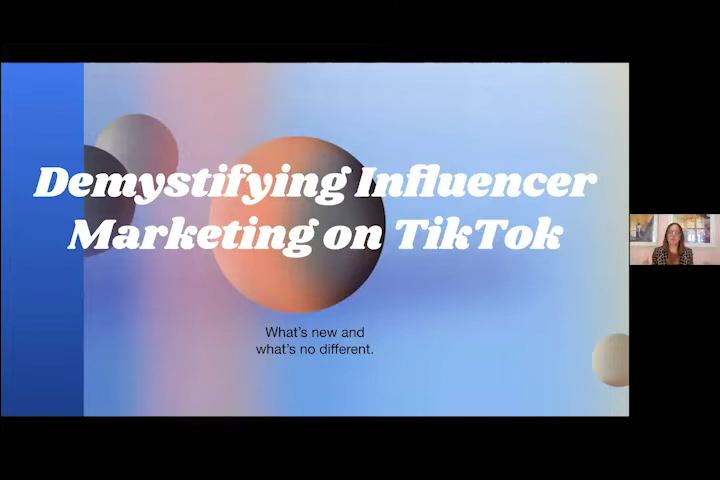 Demystifying Influencer
Marketing on TikTok
What's new and
what's no different.